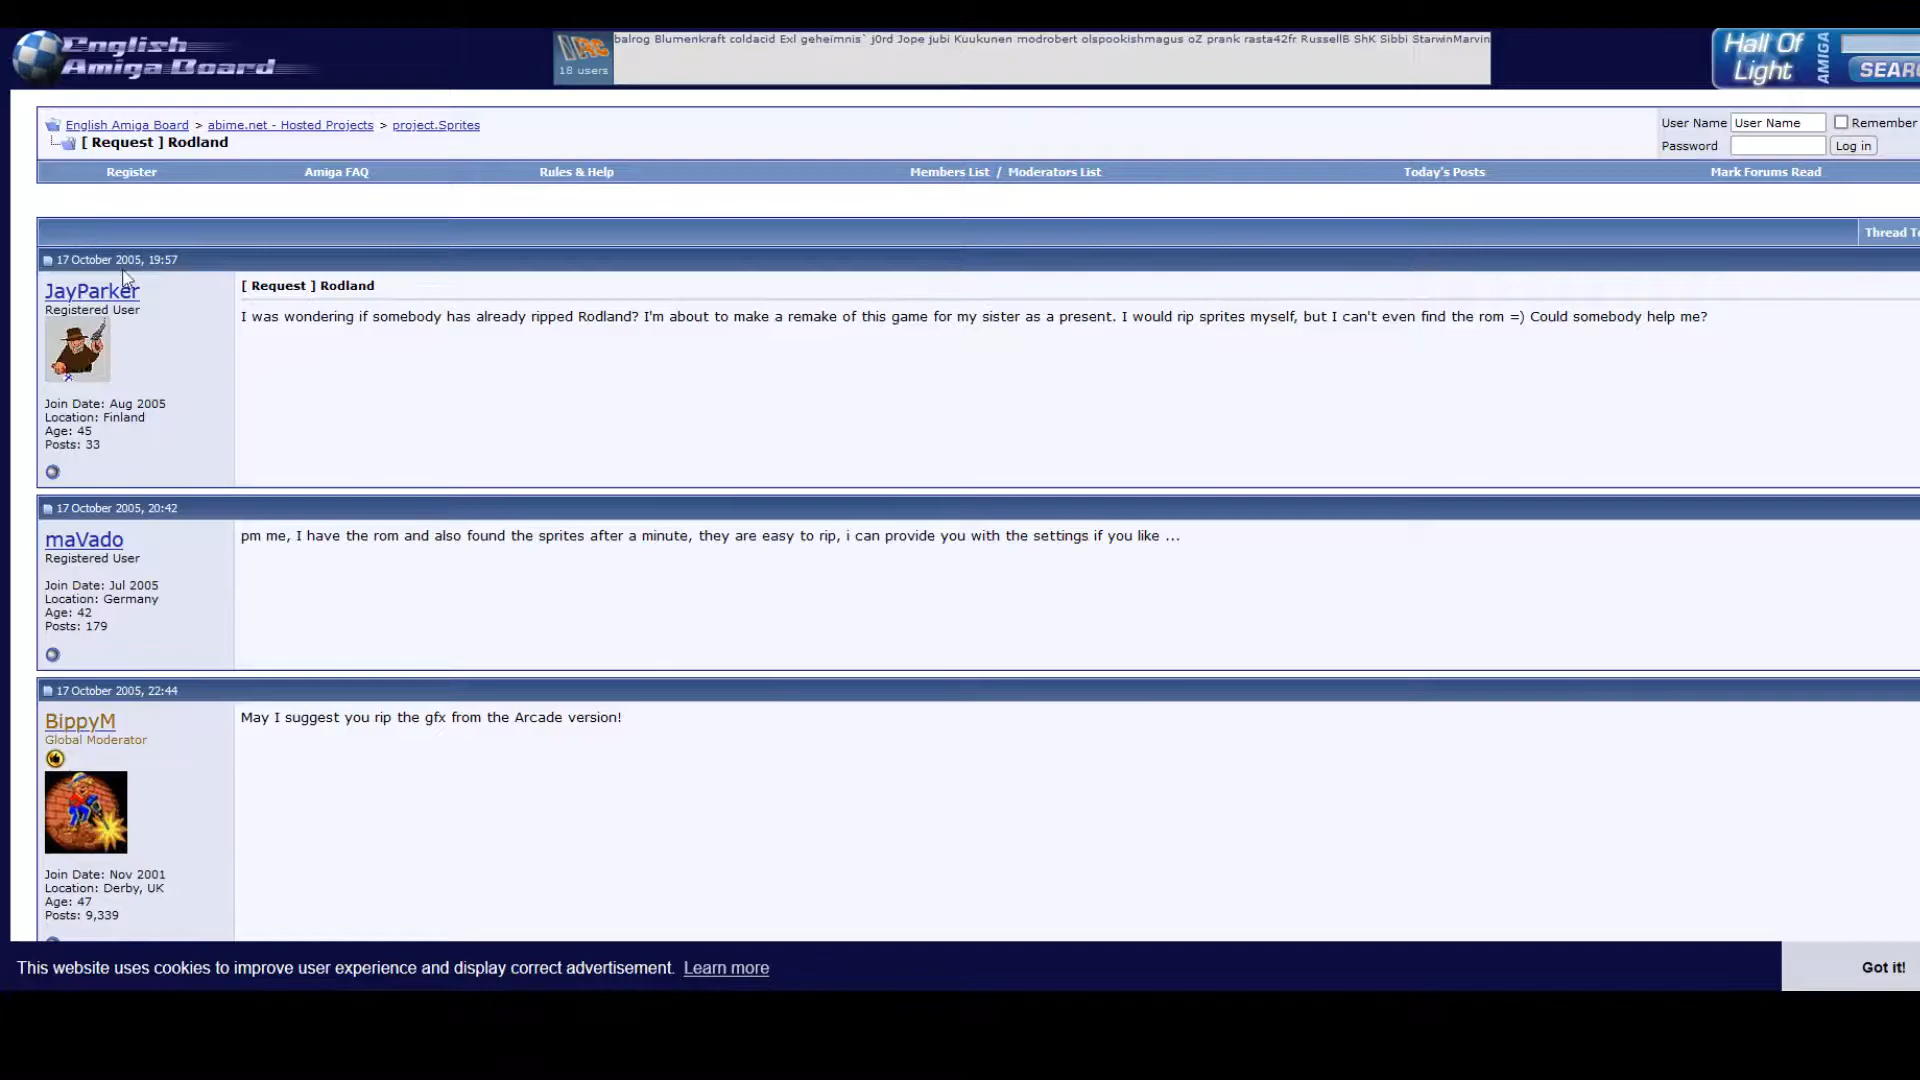 English
Amiga Board
IRC
18 users
balrog Blumenkraft coldacid Exl geheimnis` j0rd Jope jubi Kuukunen modrobert olspookishmagus oZ prank rasta42fr RussellB ShK Sibbi StarwinMarvin
Hall Of
Light
AMIGA
SEAR
English Amiga Board > abime.net - Hosted Projects > project.Sprites
[ Request ] Rodland
User Name User Name Remember
Password Log in
Register Amiga FAQ Rules & Help Members List / Moderators List Today's Posts Mark Forums Read
Thread T
17 October 2005, 19:57
JayParker
Registered User
Join Date: Aug 2005
Location: Finland
Age: 45
Posts: 33
[ Request ] Rodland
I was wondering if somebody has already ripped Rodland? I'm about to make a remake of this game for my sister as a present. I would rip sprites myself, but I can't even find the rom =) Could somebody help me?
17 October 2005, 20:42
maVado
Registered User
Join Date: Jul 2005
Location: Germany
Age: 42
Posts: 179
pm me, I have the rom and also found the sprites after a minute, they are easy to rip, i can provide you with the settings if you like ...
17 October 2005, 22:44
BippyM
Global Moderator
Join Date: Nov 2001
Location: Derby, UK
Age: 47
Posts: 9,339
May I suggest you rip the gfx from the Arcade version!
This website uses cookies to improve user experience and display correct advertisement. Learn more
Got it!